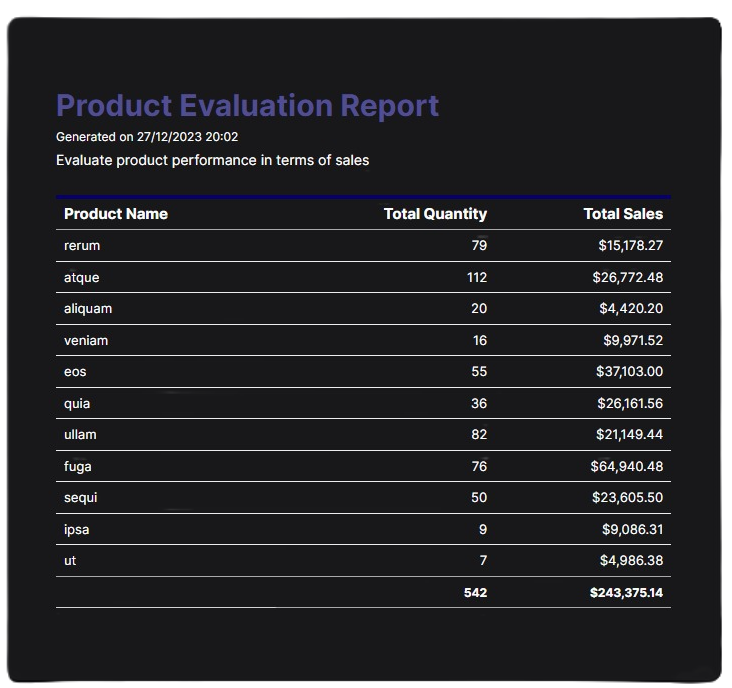 Product Evaluation Report
Generated on 27/12/2023 20:02
Evaluate product performance in terms of sales
Product Name Total Quantity Total Sales
rerum 79 $15,178.27
atque 112 $26,772.48
aliquam 20 $4,420.20
veniam 16 $9,971.52
eos 55 $37,103.00
quia 36 $26,161.56
ullam 82 $21,149.44
fuga 76 $64,940.48
sequi 50 $23,605.50
ipsa 9 $9,086.31
ut 7 $4,986.38
542 $243,375.14